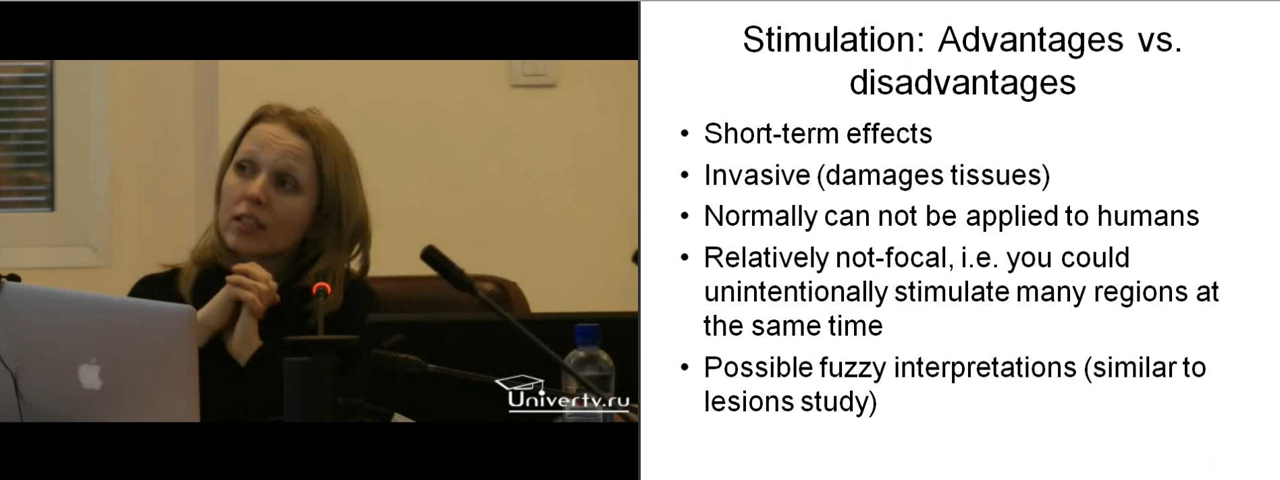 Stimulation: Advantages vs.
disadvantages
• Short-term effects
• Invasive (damages tissues)
• Normally can not be applied to humans
• Relatively not-focal, i.e. you could
unintentionally stimulate many regions at
the same time
• Possible fuzzy interpretations (similar to
lesions study)
Univertv.ru